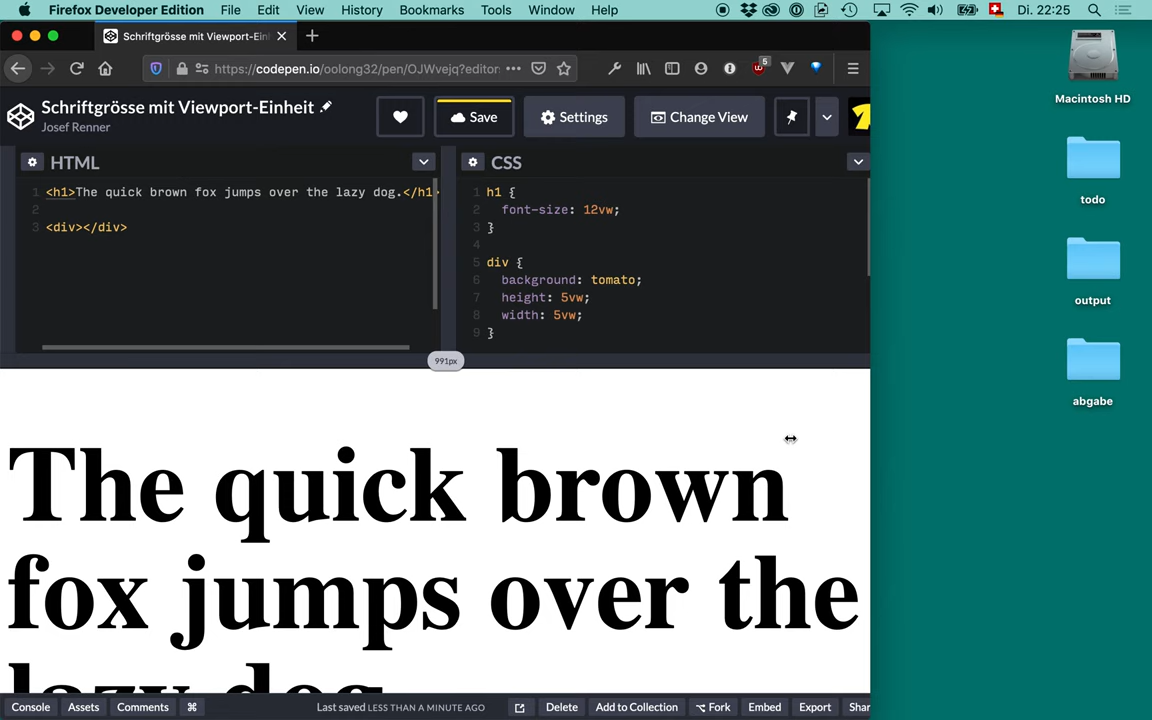 Firefox Developer Edition File Edit View History Bookmarks Tools Window Help Di. 22:25
Schriftgrösse mit Viewport-Ein
https://codepen.io/oolong32/pen/OJWvejq?editor
5
Schriftgrösse mit Viewport-Einheit
Josef Renner
Save
Settings
Change View
HTML
1 <h1>The quick brown fox jumps over the lazy dog.</h1
2
3 <div></div>
CSS
1 h1 {
2 font-size: 12vw;
3 }
4
5 div {
6 background: tomato;
7 height: 5vw;
8 width: 5vw;
9 }
991px
The quick brown
fox jumps over the
lazy dog.
Console Assets Comments ⌘ Last saved LESS THAN A MINUTE AGO Delete Add to Collection Fork Embed Export Shar
Macintosh HD
todo
output
abgabe